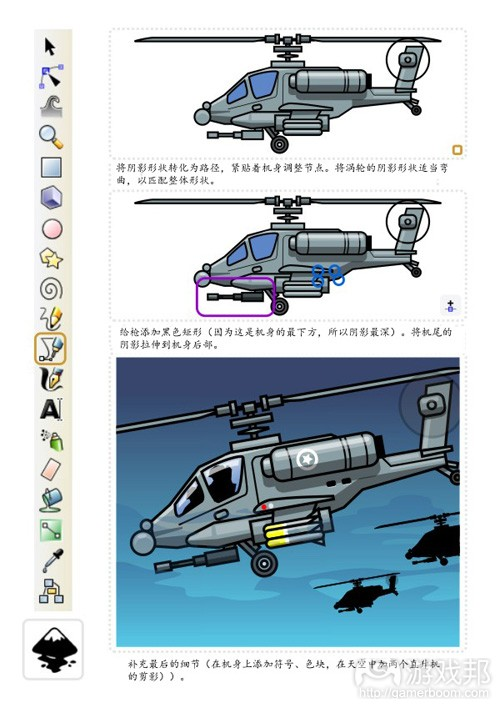 将阴影形状转化为路径，紧贴着机身调整节点。将涡轮的阴影形状适当弯
曲，以匹配整体形状。
给枪添加黑色矩形（因为这是机身的最下方，所以阴影最深）。将机尾的
阴影拉伸到机身后部。
A
补充最后的细节（在机身上添加符号、色块，在天空中加两个直升机
的剪影））。
游戏邦
http://gamerboom.com